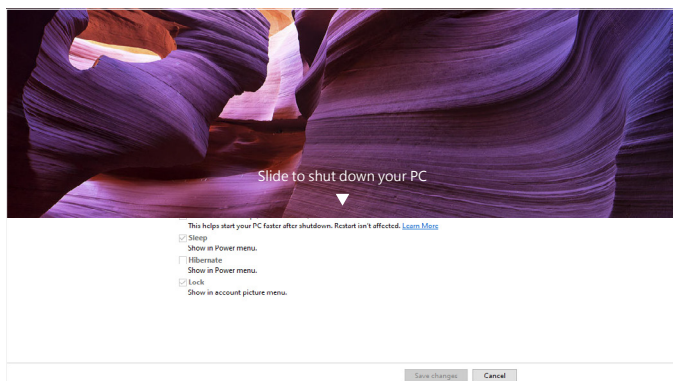 Slide to shut down your PC
This helps start your PC faster after shutdown. Restart isn't affected. Learn More
Sleep
Show in Power menu.
Hibernate
Show in Power menu.
Lock
Show in account picture menu.
Save changes Cancel